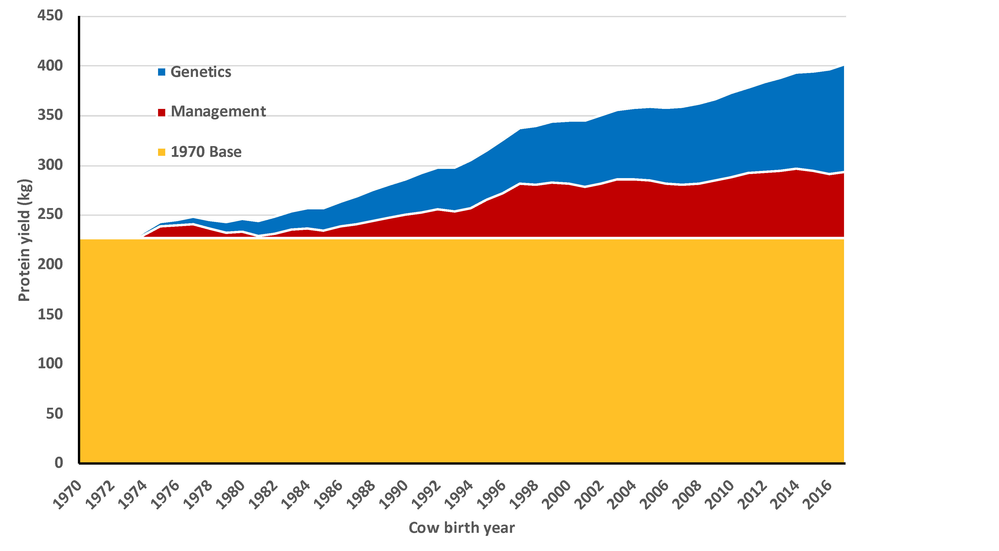 450
400
350
300
250
200
150
100
50
0
Protein yield (kg)
Genetics
Management
1970 Base
1970 1972 1974 1976 1978 1980 1982 1984 1986 1988 1990 1992 1994 1996 1998 2000 2002 2004 2006 2008 2010 2012 2014 2016
Cow birth year